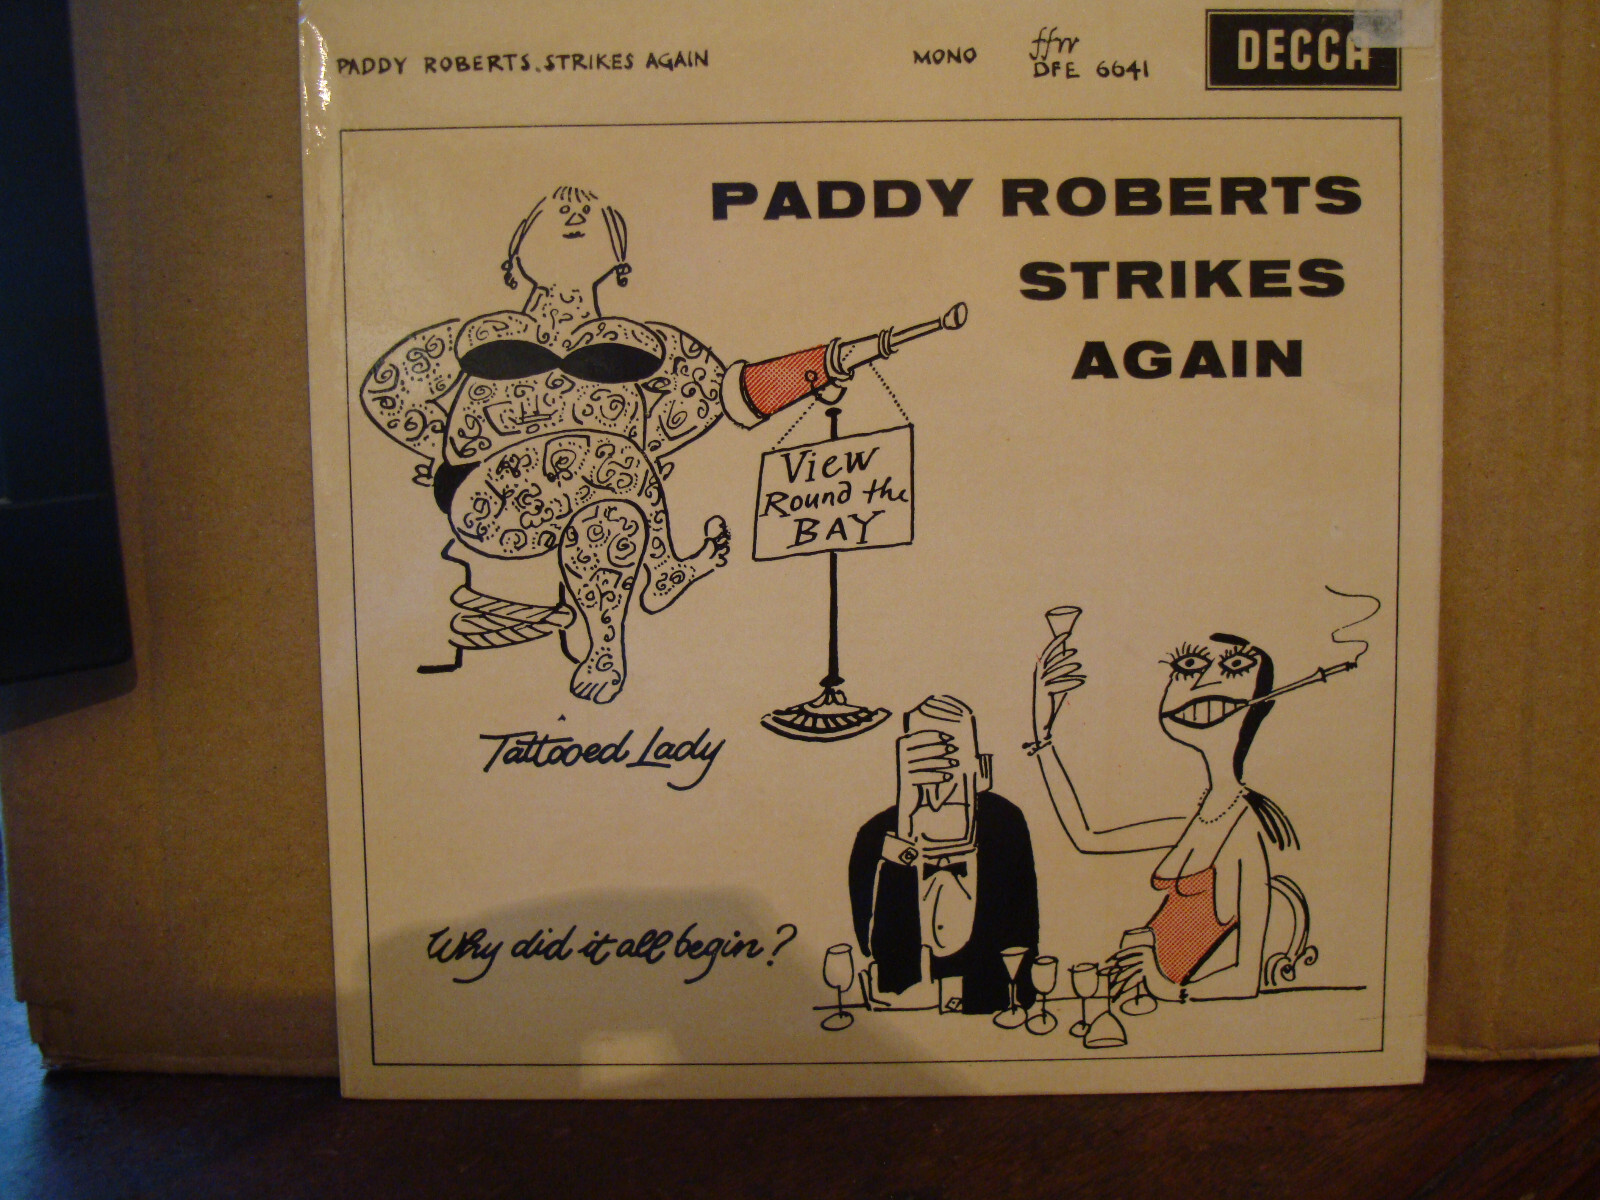 PADDY ROBERTS. STRIKES AGAIN
MONO
ffrr
DFE 6641
DECCA
PADDY ROBERTS
STRIKES
AGAIN
View
Round the
BAY
Tattooed Lady
Why did it all begin?